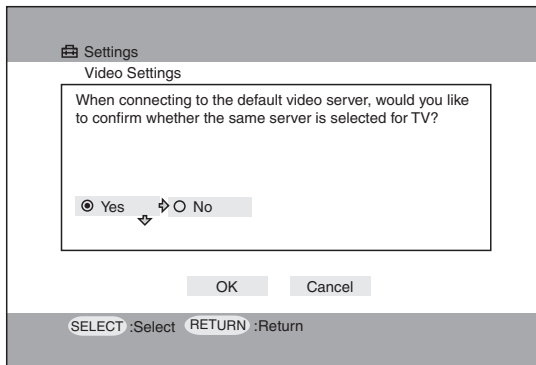 Settings
Video Settings
When connecting to the default video server, would you like
to confirm whether the same server is selected for TV?
Yes No
OK Cancel
SELECT :Select RETURN :Return